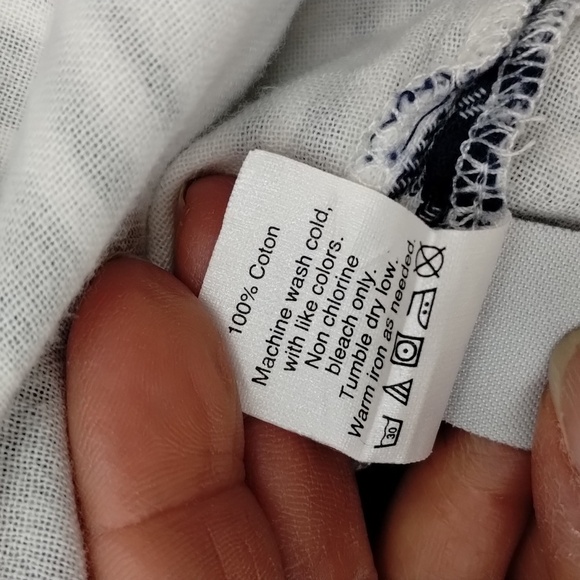 100% Coton
Machine wash cold,
with like colors.
Non chlorine
bleach only.
Tumble dry low.
Warm iron as needed.
30